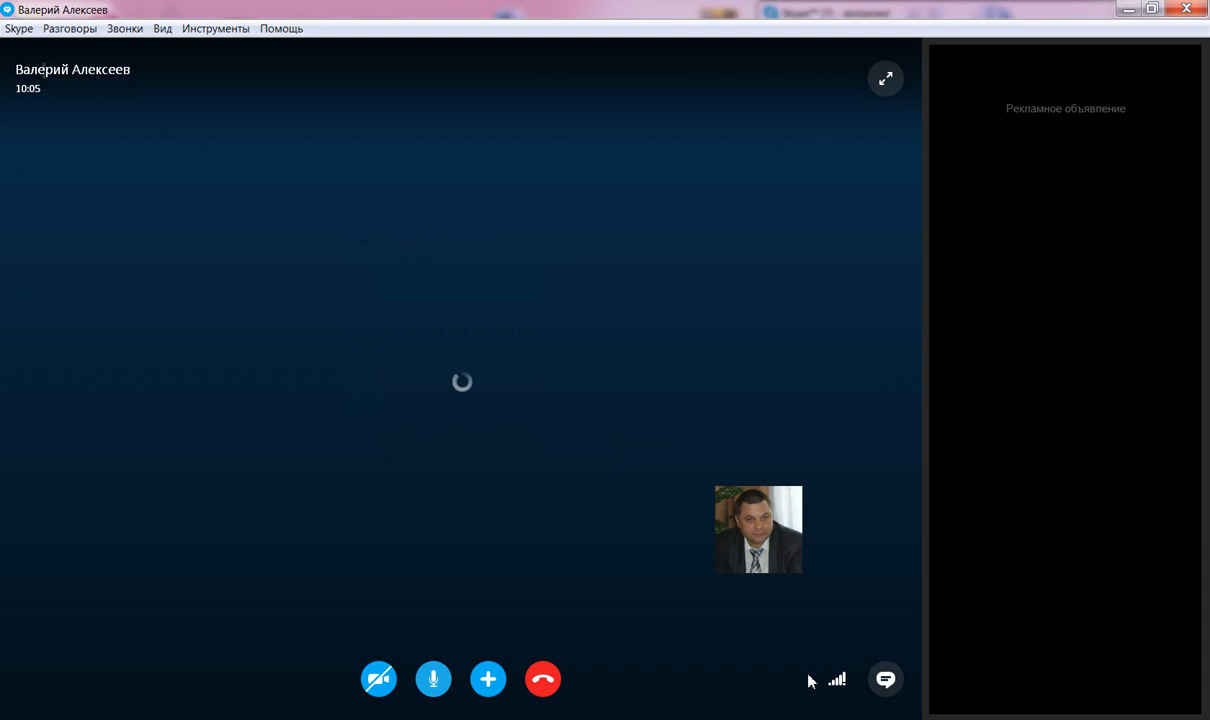 Валерий Алексеев
Skype Разговоры Звонки Вид Инструменты Помощь
Валерий Алексеев
10:05
Рекламное объявление